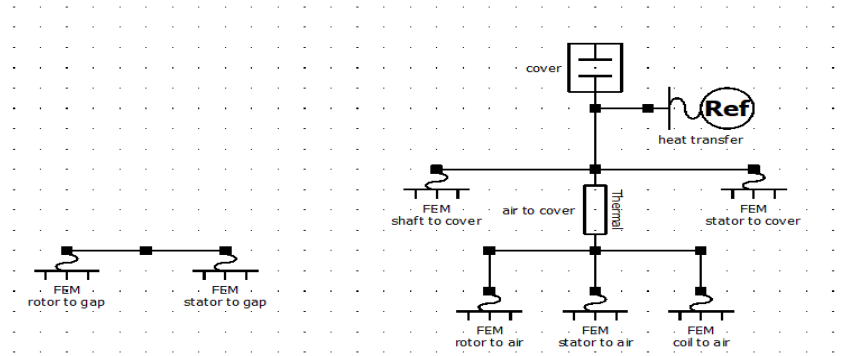 cover
Ref
heat transfer
FEM
shaft to cover
air to cover
Thermal
FEM
stator to cover
FEM
rotor to gap
FEM
stator to gap
FEM
rotor to air
FEM
stator to air
FEM
coil to air